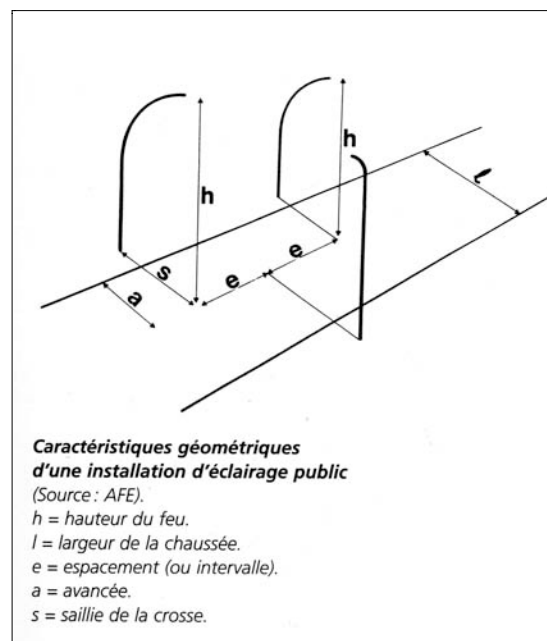 h
h
l
s
e
e
a
Caractéristiques géométriques
d'une installation d'éclairage public
(Source : AFE).
h = hauteur du feu.
l = largeur de la chaussée.
e = espacement (ou intervalle).
a = avancée.
s = saillie de la crosse.